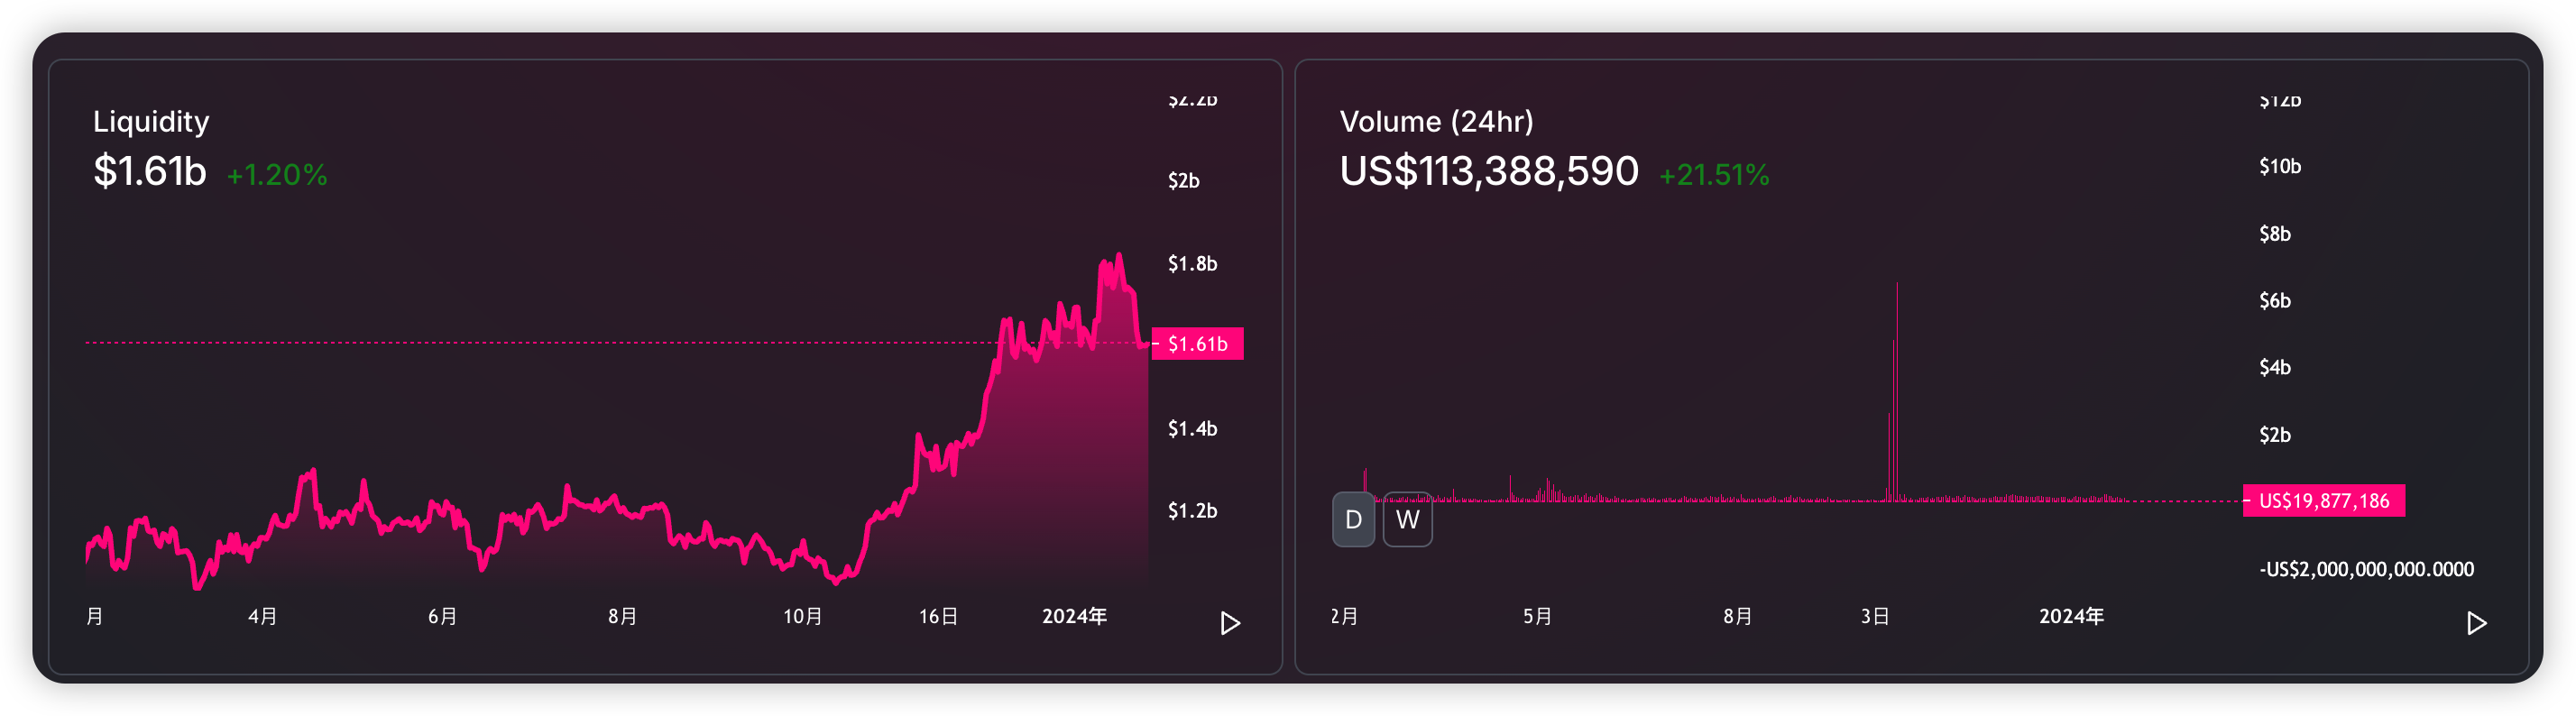 Liquidity
$1.61b +1.20%
$2.2b
$2b
$1.8b
$1.61b
$1.4b
$1.2b
月 4月 6月 8月 10月 16日 2024年
Volume (24hr)
US$113,388,590 +21.51%
$12b
$10b
$8b
$6b
$4b
$2b
US$19,877,186
-US$2,000,000,000.0000
D W
2月 5月 8月 3日 2024年